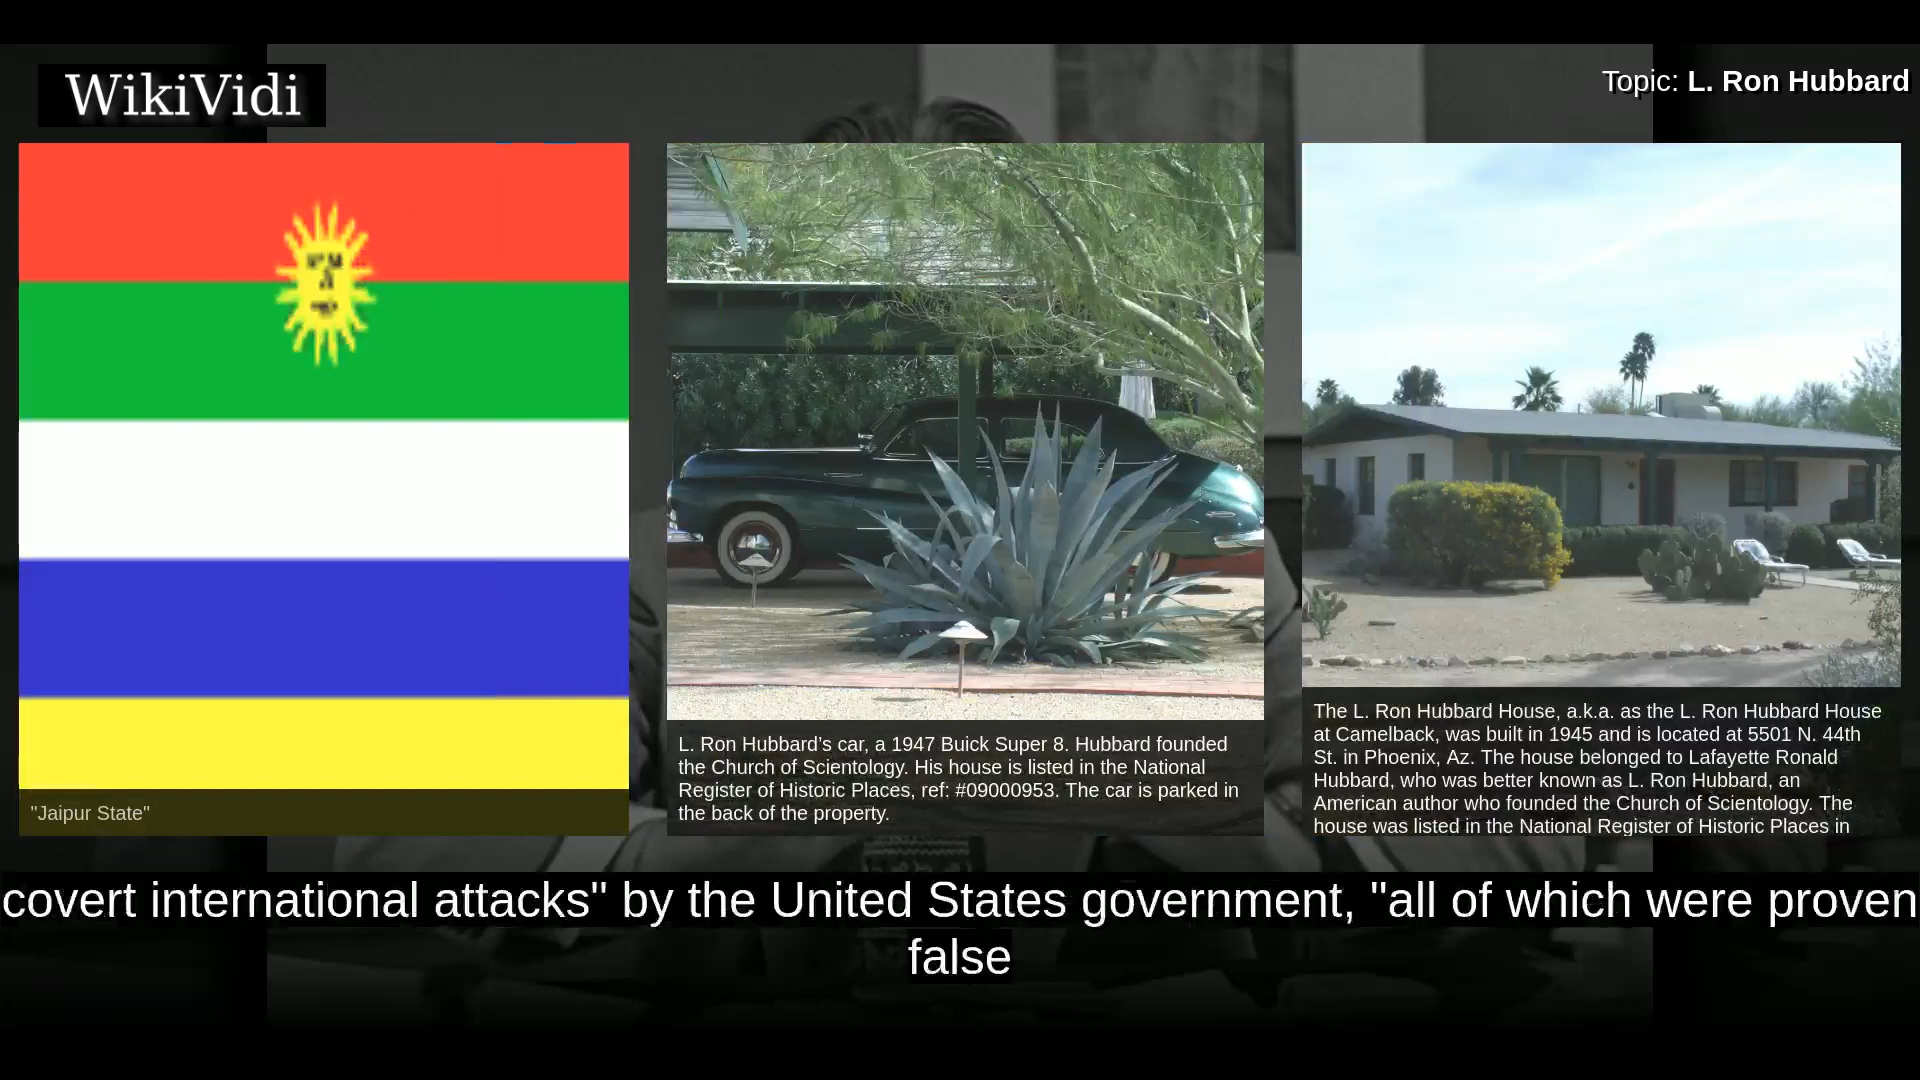 WikiVidi
Topic: L. Ron Hubbard
"Jaipur State"
L. Ron Hubbard’s car, a 1947 Buick Super 8. Hubbard founded
the Church of Scientology. His house is listed in the National
Register of Historic Places, ref: #09000953. The car is parked in
the back of the property.
The L. Ron Hubbard House, a.k.a. as the L. Ron Hubbard House
at Camelback, was built in 1945 and is located at 5501 N. 44th
St. in Phoenix, Az. The house belonged to Lafayette Ronald
Hubbard, who was better known as L. Ron Hubbard, an
American author who founded the Church of Scientology. The
house was listed in the National Register of Historic Places in
covert international attacks" by the United States government, "all of which were proven
false